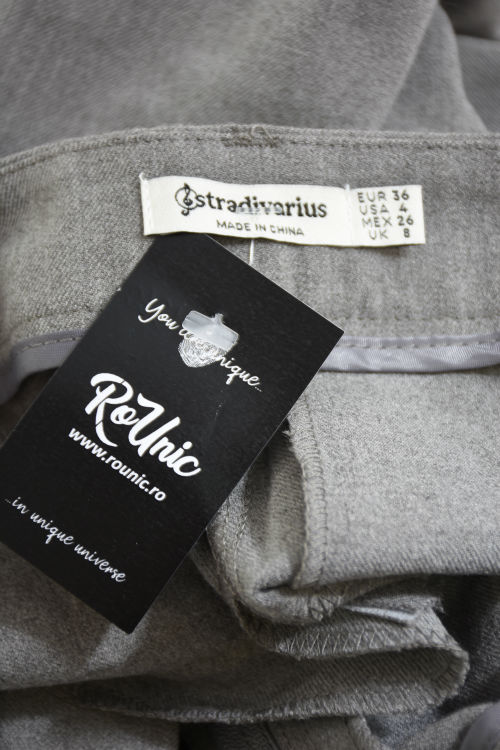 stradivarius
MADE IN CHINA
EUR 36
USA 4
MEX 26
UK 8
You are unique...
RoUnic
www.rounic.ro
...in unique universe